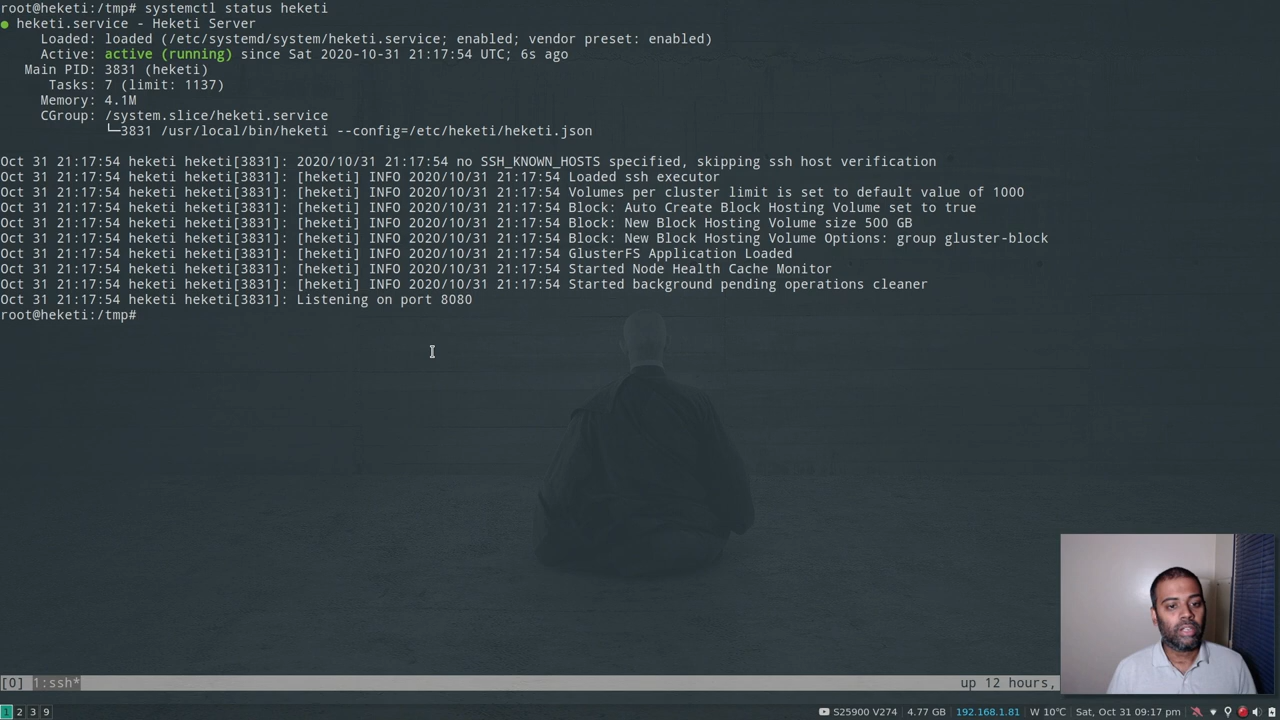 root@heketi:/tmp# systemctl status heketi
● heketi.service - Heketi Server
     Loaded: loaded (/etc/systemd/system/heketi.service; enabled; vendor preset: enabled)
     Active: active (running) since Sat 2020-10-31 21:17:54 UTC; 6s ago
   Main PID: 3831 (heketi)
      Tasks: 7 (limit: 1137)
     Memory: 4.1M
     CGroup: /system.slice/heketi.service
             └─3831 /usr/local/bin/heketi --config=/etc/heketi/heketi.json
Oct 31 21:17:54 heketi heketi[3831]: 2020/10/31 21:17:54 no SSH_KNOWN_HOSTS specified, skipping ssh host verification
Oct 31 21:17:54 heketi heketi[3831]: [heketi] INFO 2020/10/31 21:17:54 Loaded ssh executor
Oct 31 21:17:54 heketi heketi[3831]: [heketi] INFO 2020/10/31 21:17:54 Volumes per cluster limit is set to default value of 1000
Oct 31 21:17:54 heketi heketi[3831]: [heketi] INFO 2020/10/31 21:17:54 Block: Auto Create Block Hosting Volume set to true
Oct 31 21:17:54 heketi heketi[3831]: [heketi] INFO 2020/10/31 21:17:54 Block: New Block Hosting Volume size 500 GB
Oct 31 21:17:54 heketi heketi[3831]: [heketi] INFO 2020/10/31 21:17:54 Block: New Block Hosting Volume Options: group gluster-block
Oct 31 21:17:54 heketi heketi[3831]: [heketi] INFO 2020/10/31 21:17:54 GlusterFS Application Loaded
Oct 31 21:17:54 heketi heketi[3831]: [heketi] INFO 2020/10/31 21:17:54 Started Node Health Cache Monitor
Oct 31 21:17:54 heketi heketi[3831]: [heketi] INFO 2020/10/31 21:17:54 Started background pending operations cleaner
Oct 31 21:17:54 heketi heketi[3831]: Listening on port 8080
root@heketi:/tmp#
[0] 1:ssh* up 12 hours,
1 2 3 9 S25900 V274 4.77 GB 192.168.1.81 W 10°C Sat, Oct 31 09:17 pm